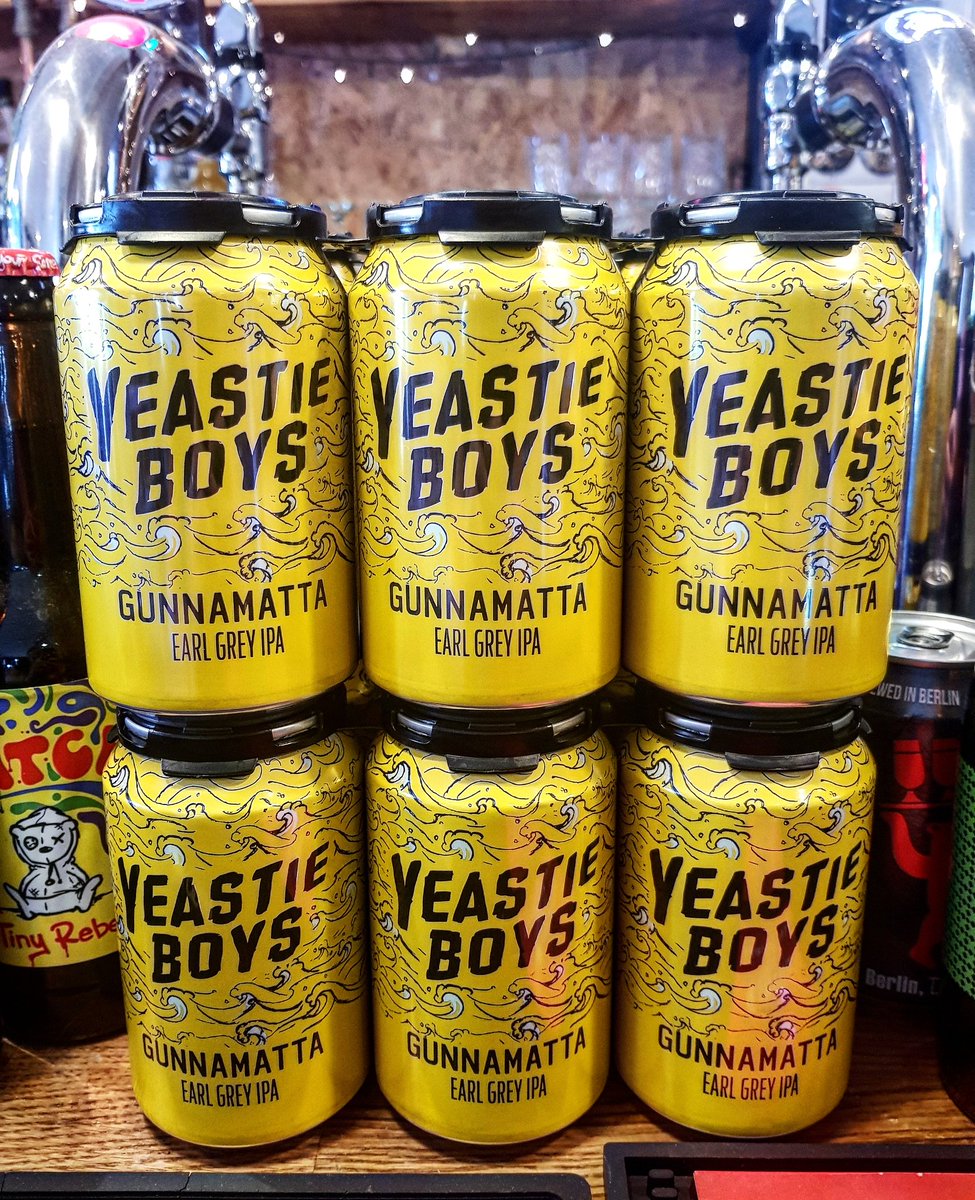 YEASTIE
BOYS
GUNNAMATTA
EARL GREY IPA
YEASTIE
BOYS
GUNNAMATTA
EARL GREY IPA
YEASTIE
BOYS
GUNNAMATTA
EARL GREY IPA
YEASTIE
BOYS
GUNNAMATTA
EARL GREY IPA
YEASTIE
BOYS
GUNNAMATTA
EARL GREY IPA
YEASTIE
BOYS
GUNNAMATTA
EARL GREY IPA
Tiny Rebe
WED IN BERLIN
Berlin,